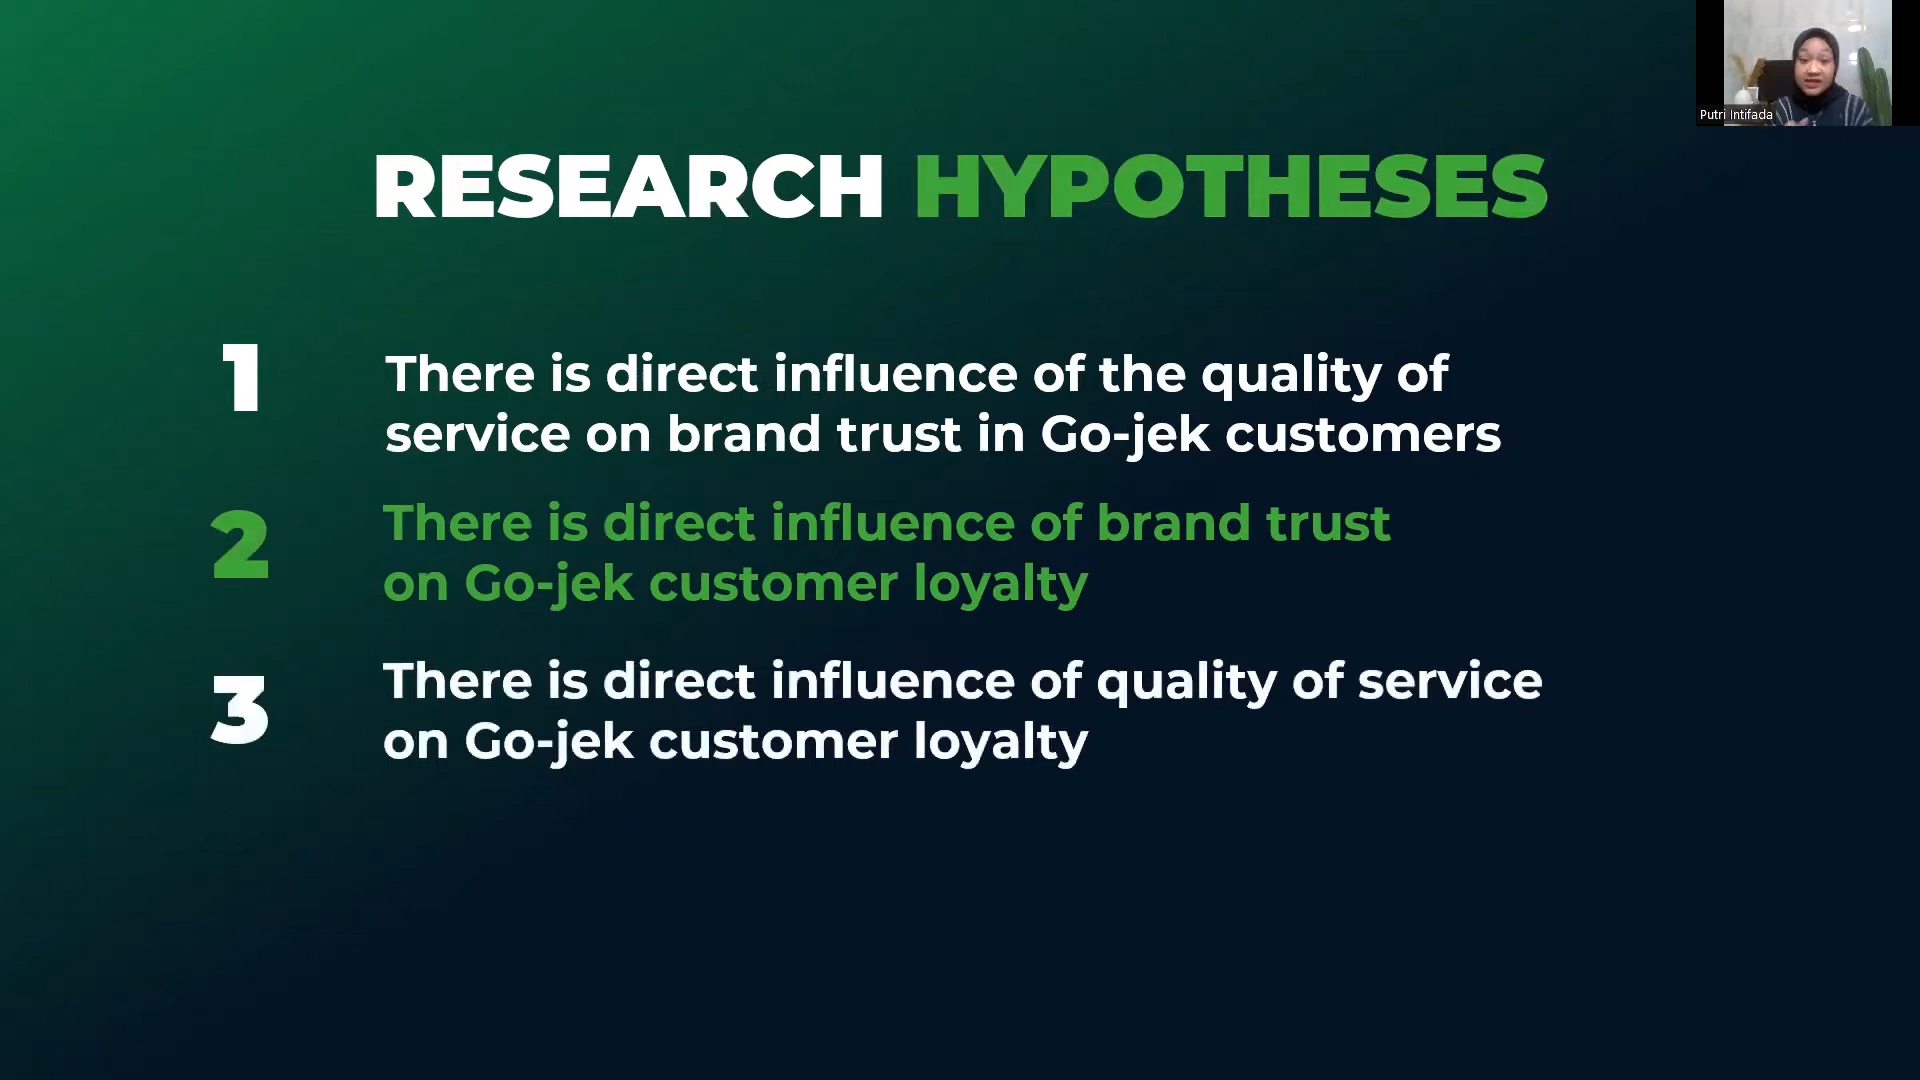 Putri Intifada
RESEARCH HYPOTHESES
1
There is direct influence of the quality of
service on brand trust in Go-jek customers
2
There is direct influence of brand trust
on Go-jek customer loyalty
3
There is direct influence of quality of service
on Go-jek customer loyalty